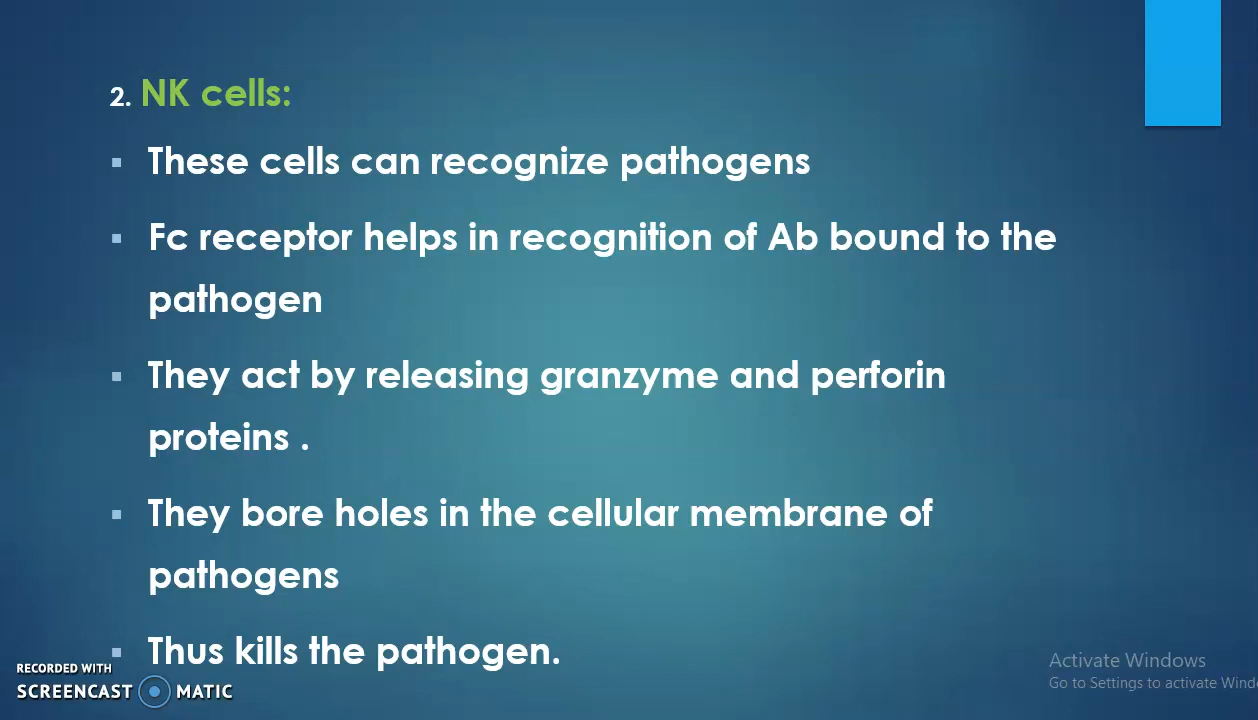 2. NK cells:
▪ These cells can recognize pathogens
▪ Fc receptor helps in recognition of Ab bound to the
pathogen
▪ They act by releasing granzyme and perforin
proteins .
▪ They bore holes in the cellular membrane of
pathogens
▪ Thus kills the pathogen.
RECORDED WITH
SCREENCAST MATIC
Activate Windows
Go to Settings to activate Wind